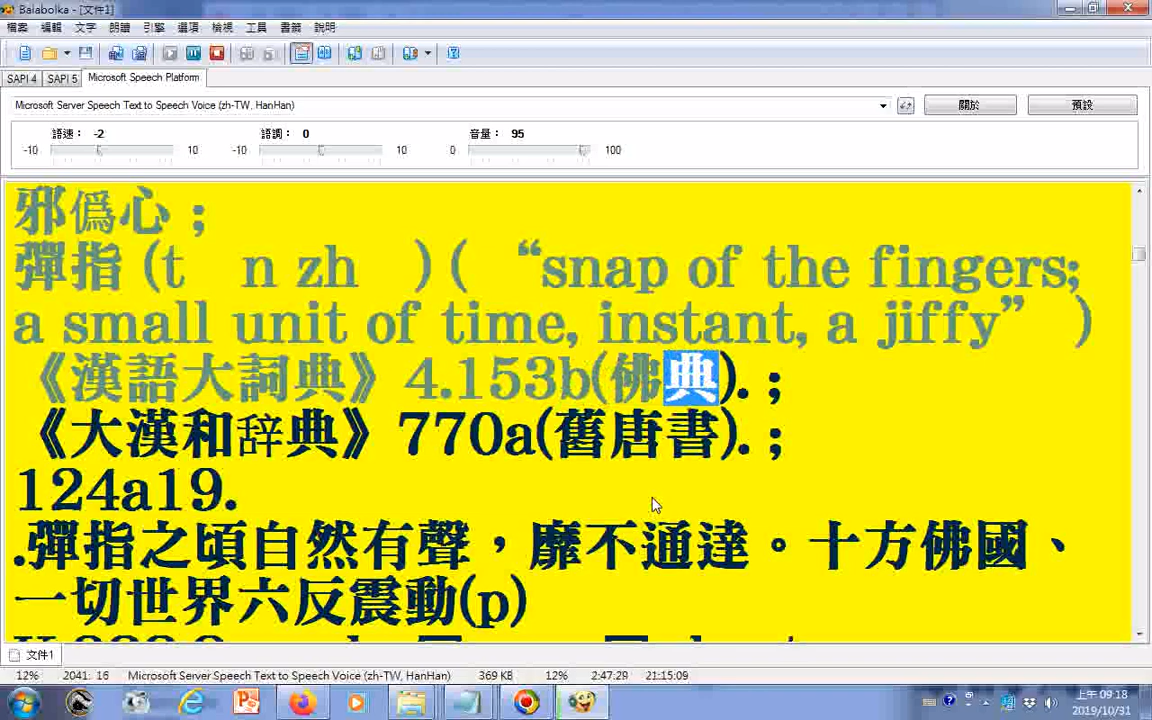 Balabolka - [文件1]
檔案 編輯 文字 朗讀 引擎 選項 檢視 工具 書籤 說明
SAPI 4 SAPI 5 Microsoft Speech Platform
Microsoft Server Speech Text to Speech Voice (zh-TW, HanHan) 關於 預設
語速： -2 語調： 0 音量： 95
-10 10 -10 10 0 100
邪僞心；
彈指 (t n zh )( “snap of the fingers;
a small unit of time, instant, a jiffy” )
《漢語大詞典》 4.153b(佛典).；
《大漢和辞典》 770a(舊唐書).；
124a19.
.彈指之頃自然有聲，靡不通達。十方佛國、
一切世界六反震動(p)
文件1
12% 2041: 16 Microsoft Server Speech Text to Speech Voice (zh-TW, HanHan) 369 KB 12% 2:47:28 21:15:09
上午 09:18
2019/10/31